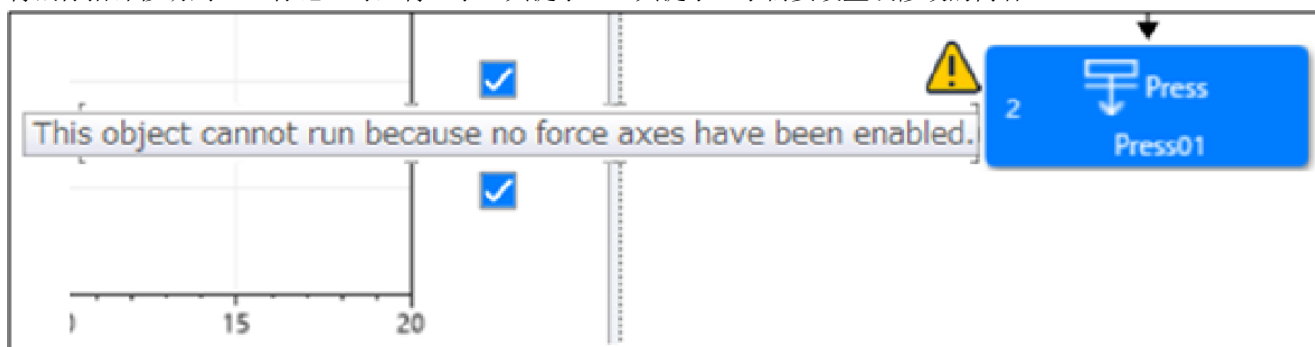 This object cannot run because no force axes have been enabled.
2
Press
Press01
15
20